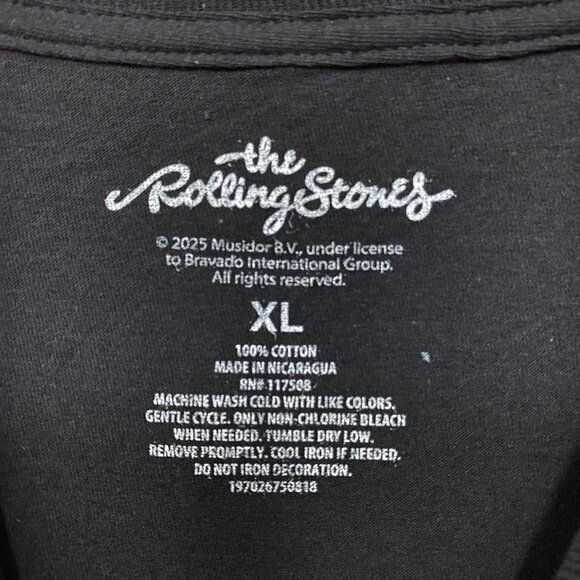 the
Rolling Stones
© 2025 Musidor B.V., under license
to Bravado International Group.
All rights reserved.
XL
100% COTTON
MADE IN NICARAGUA
RN# 117508
MACHINE WASH COLD WITH LIKE COLORS.
GENTLE CYCLE. ONLY NON-CHLORINE BLEACH
WHEN NEEDED. TUMBLE DRY LOW.
REMOVE PROMPTLY. COOL IRON IF NEEDED.
DO NOT IRON DECORATION.
197026750818